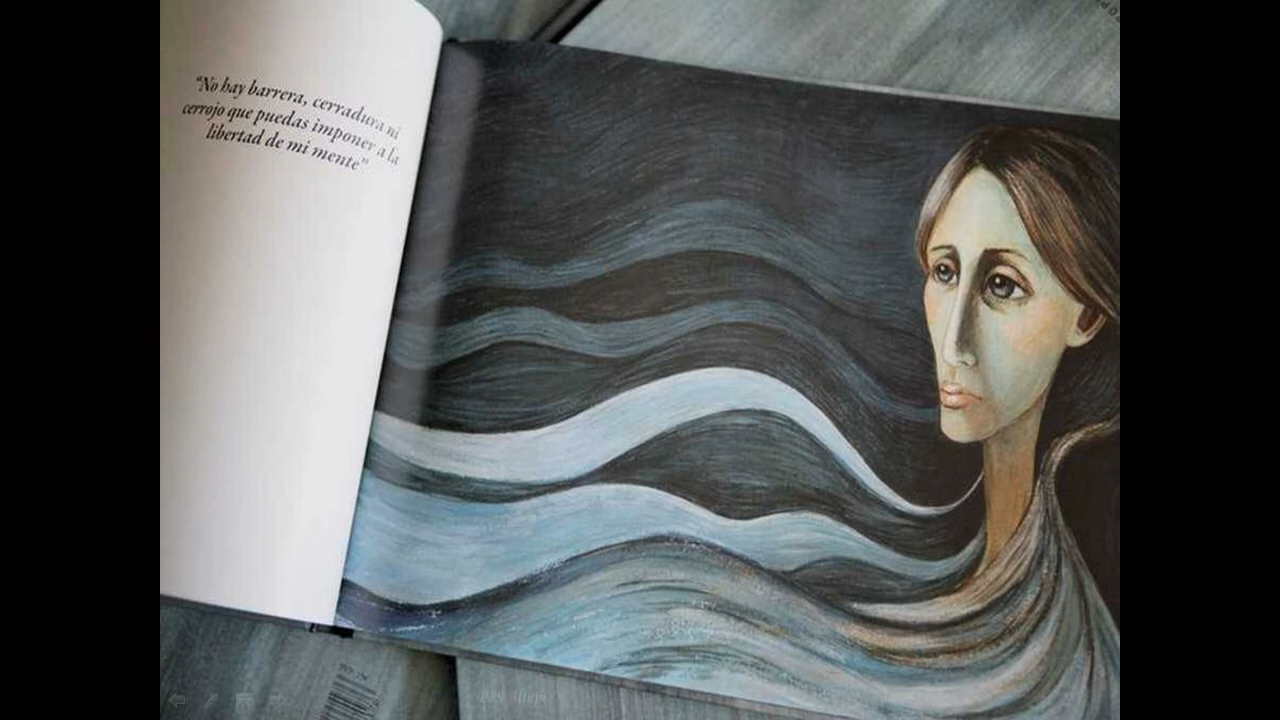 “No hay barrera, cerradura ni
cerrojo que puedas imponer a la
libertad de mi mente”